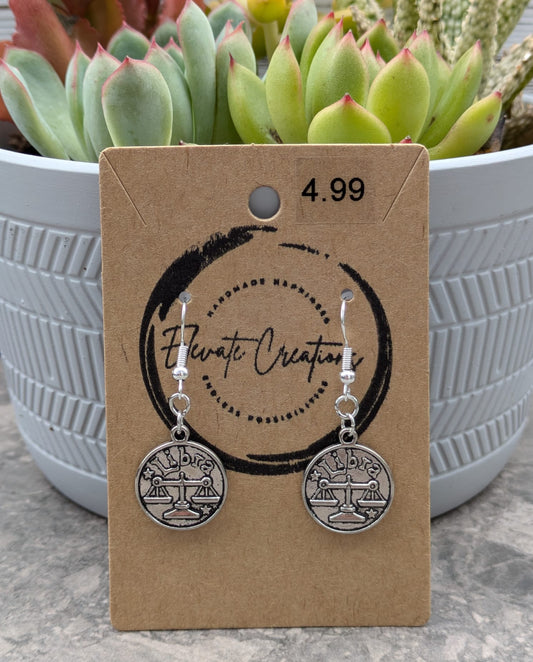 4.99
HANDMADE HAPPINESS
Elevate Creations
ENDLESS POSSIBILITIES
libra
libra